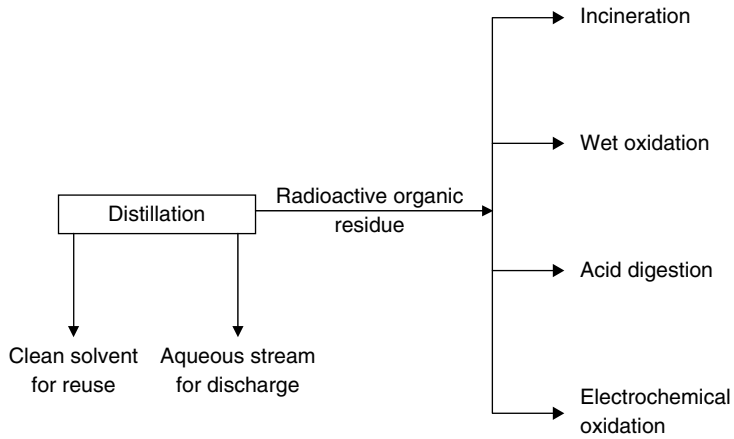 Incineration
Wet oxidation
Radioactive organic
residue
Distillation
Acid digestion
Clean solvent
for reuse
Aqueous stream
for discharge
Electrochemical
oxidation